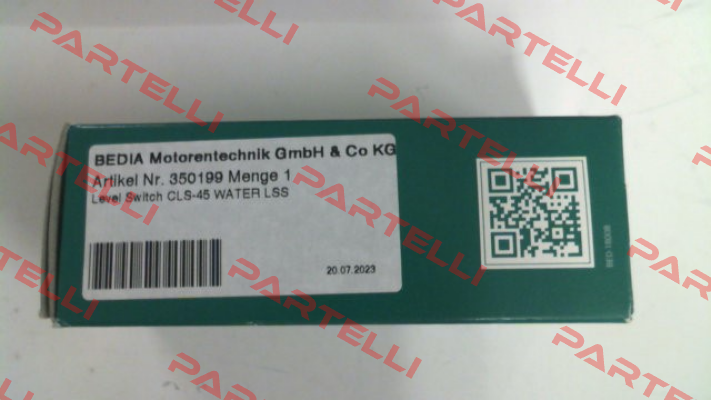 BEDIA Motorentechnik GmbH & Co KG
Artikel Nr. 350199 Menge 1
Level Switch CLS-45 WATER LSS
20.07.2023
PARTELLI
PARTELLI
PARTELLI
PARTELLI
PARTELLI
PARTELLI
PARTELLI
PARTELLI